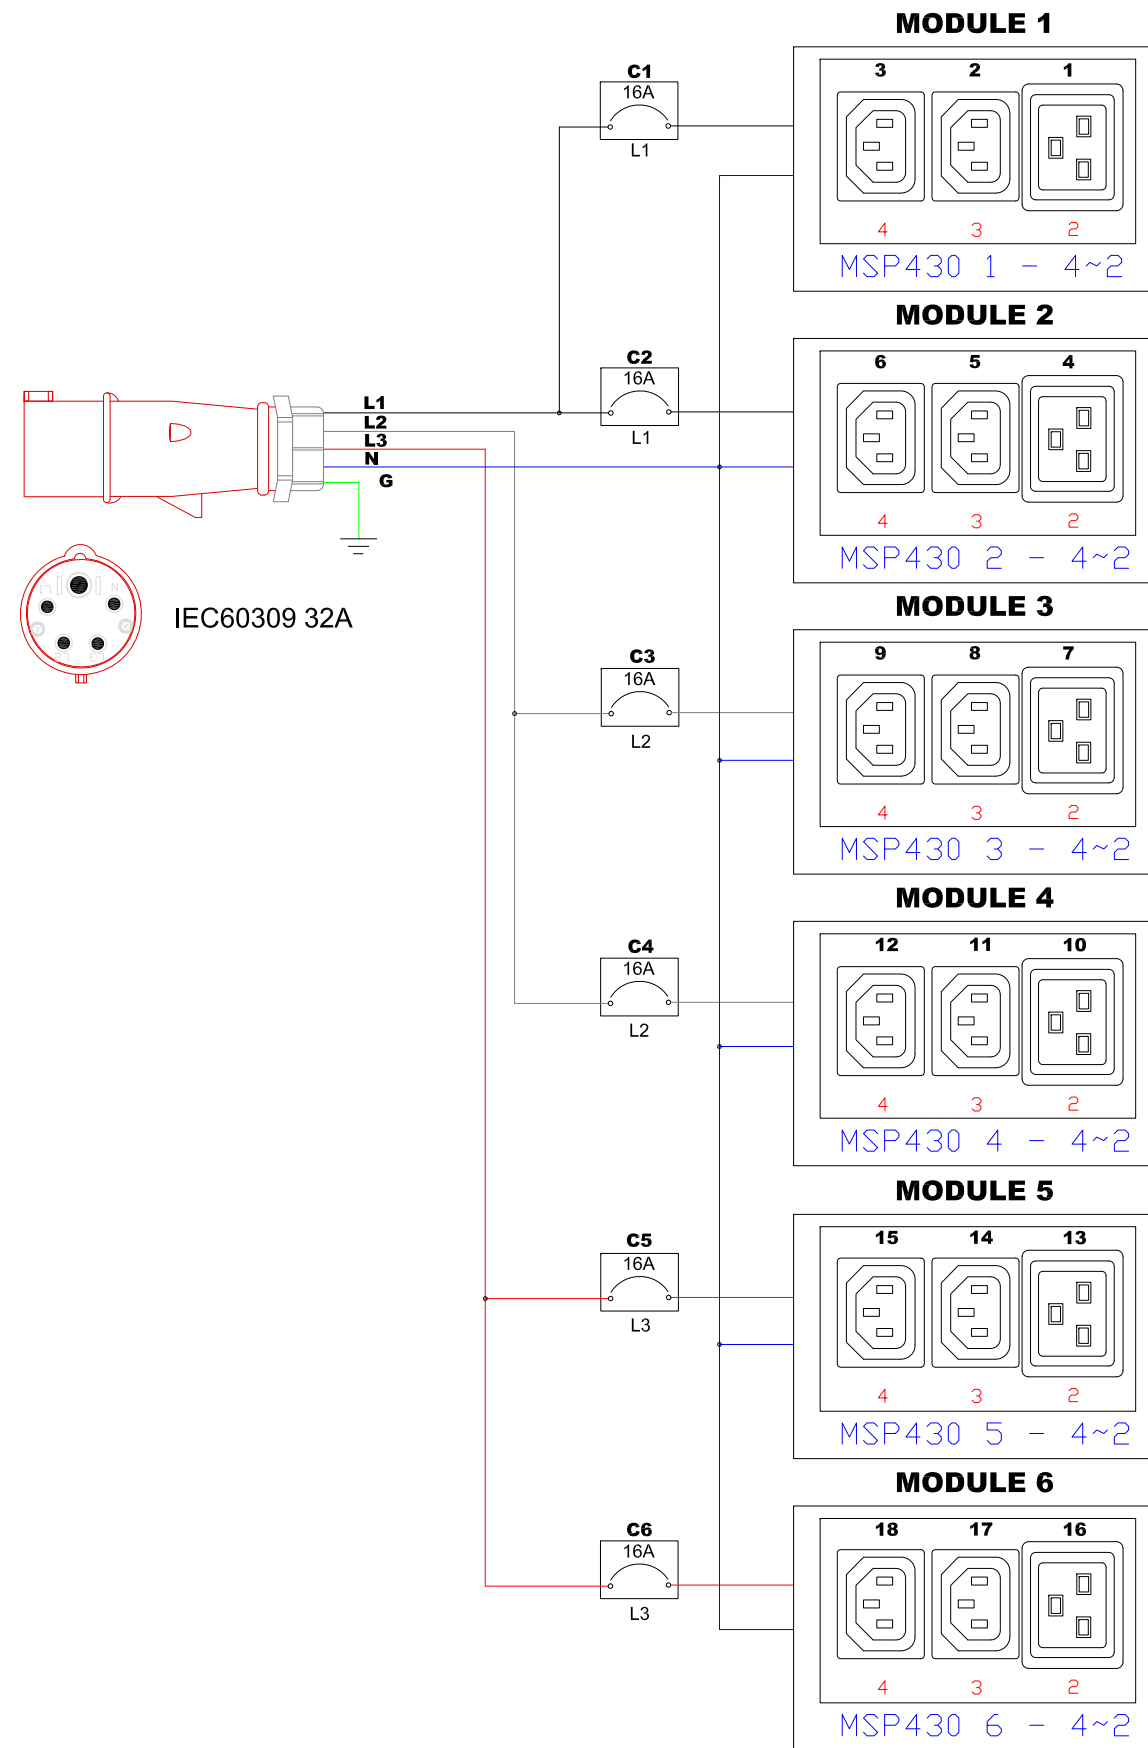 MODULE 1
C1
16A
L1
3 2 1
4 3 2
MSP430 1 - 4~2
MODULE 2
C2
16A
L1
6 5 4
4 3 2
MSP430 2 - 4~2
L1
L2
L3
N
G
IEC60309 32A
MODULE 3
C3
16A
L2
9 8 7
4 3 2
MSP430 3 - 4~2
MODULE 4
C4
16A
L2
12 11 10
4 3 2
MSP430 4 - 4~2
MODULE 5
C5
16A
L3
15 14 13
4 3 2
MSP430 5 - 4~2
MODULE 6
C6
16A
L3
18 17 16
4 3 2
MSP430 6 - 4~2